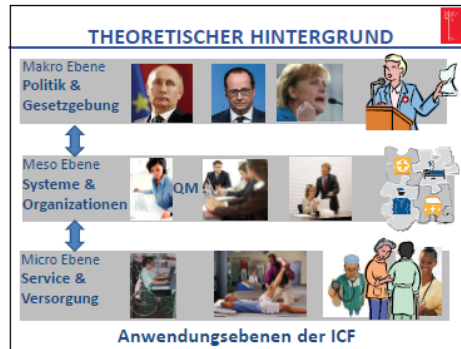 THEORETISCHER HINTERGRUND
Makro Ebene
Politik &
Gesetzgebung
Meso Ebene
Systeme &
Organizationen
QM
Micro Ebene
Service &
Versorgung
Anwendungsebenen der ICF